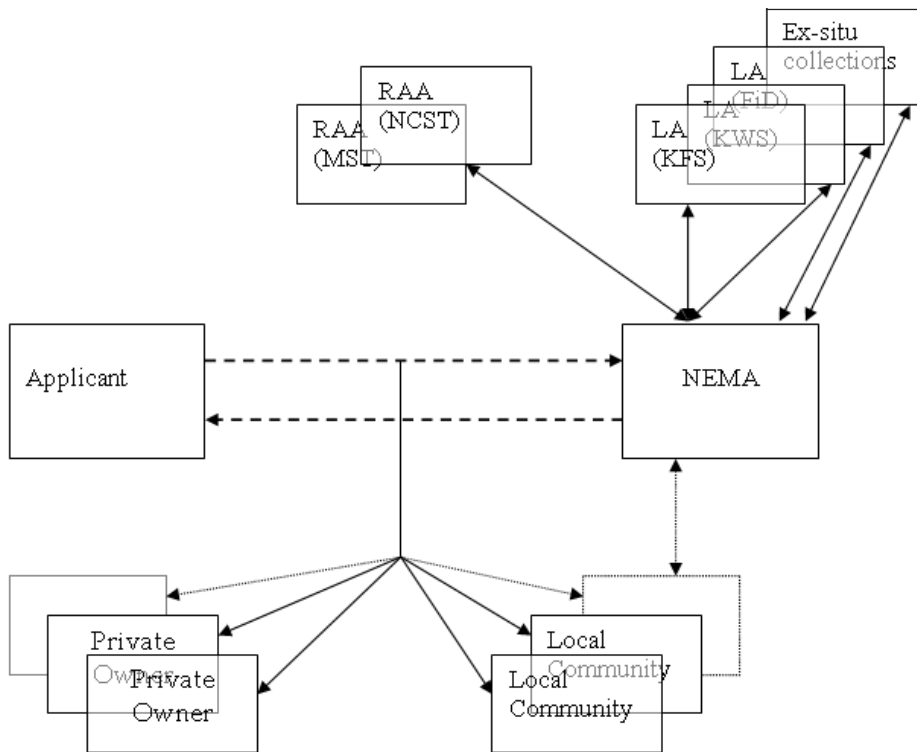 Ex-situ
collections
LA
(FiD)
LA
(KWS)
LA
(KFS)
RAA
(NCST)
RAA
(MST)
Applicant
NEMA
Private
Owner
Private
Owner
Local
Community
Local
Community